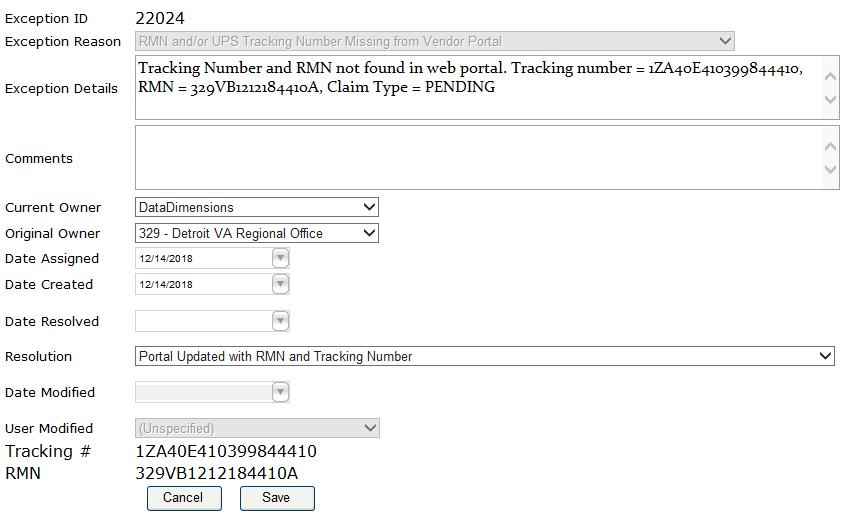 Exception ID 22024
Exception Reason RMN and/or UPS Tracking Number Missing from Vendor Portal
Exception Details Tracking Number and RMN not found in web portal. Tracking number = 1ZA40E410399844410,
RMN = 329VB1212184410A, Claim Type = PENDING
Comments
Current Owner DataDimensions
Original Owner 329 - Detroit VA Regional Office
Date Assigned 12/14/2018
Date Created 12/14/2018
Date Resolved
Resolution Portal Updated with RMN and Tracking Number
Date Modified
User Modified (Unspecified)
Tracking # 1ZA40E410399844410
RMN 329VB1212184410A
Cancel Save